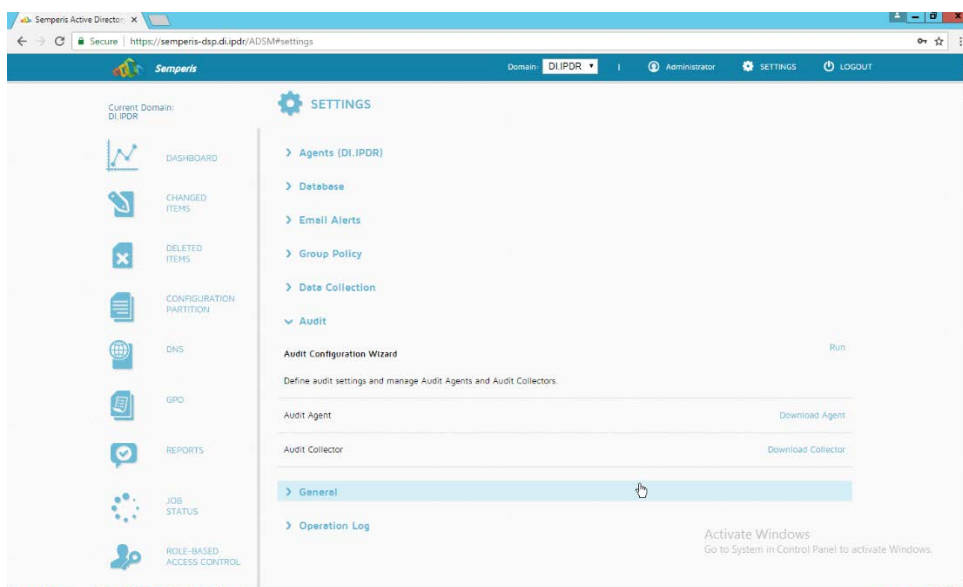 Semperis Active Director
Secure
https://semperis-dsp.di.ipdr/ADSM#settings
Semperis
Domain:
DI.IPDR
Administrator
SETTINGS
LOGOUT
Current Domain:
DI.IPDR
DASHBOARD
CHANGED
ITEMS
DELETED
ITEMS
CONFIGURATION
PARTITION
DNS
GPO
REPORTS
JOB
STATUS
ROLE-BASED
ACCESS CONTROL
SETTINGS
Agents (DI.IPDR)
Database
Email Alerts
Group Policy
Data Collection
Audit
Audit Configuration Wizard
Run
Define audit settings and manage Audit Agents and Audit Collectors.
Audit Agent
Download Agent
Audit Collector
Download Collector
General
Operation Log
Activate Windows
Go to System in Control Panel to activate Windows.